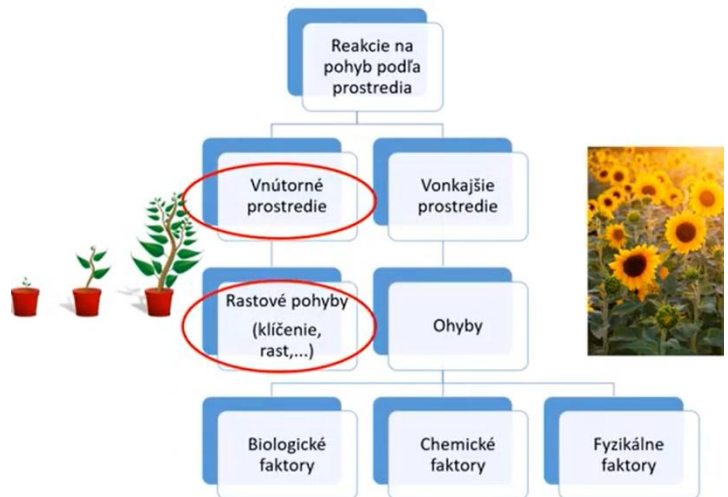 Reakcie na
pohyb podľa
prostredia
Vnútorné
prostredie
Vonkajšie
prostredie
Rastové pohyby
(klíčenie,
rast,...)
Ohyby
Biologické
faktory
Chemické
faktory
Fyzikálne
faktory